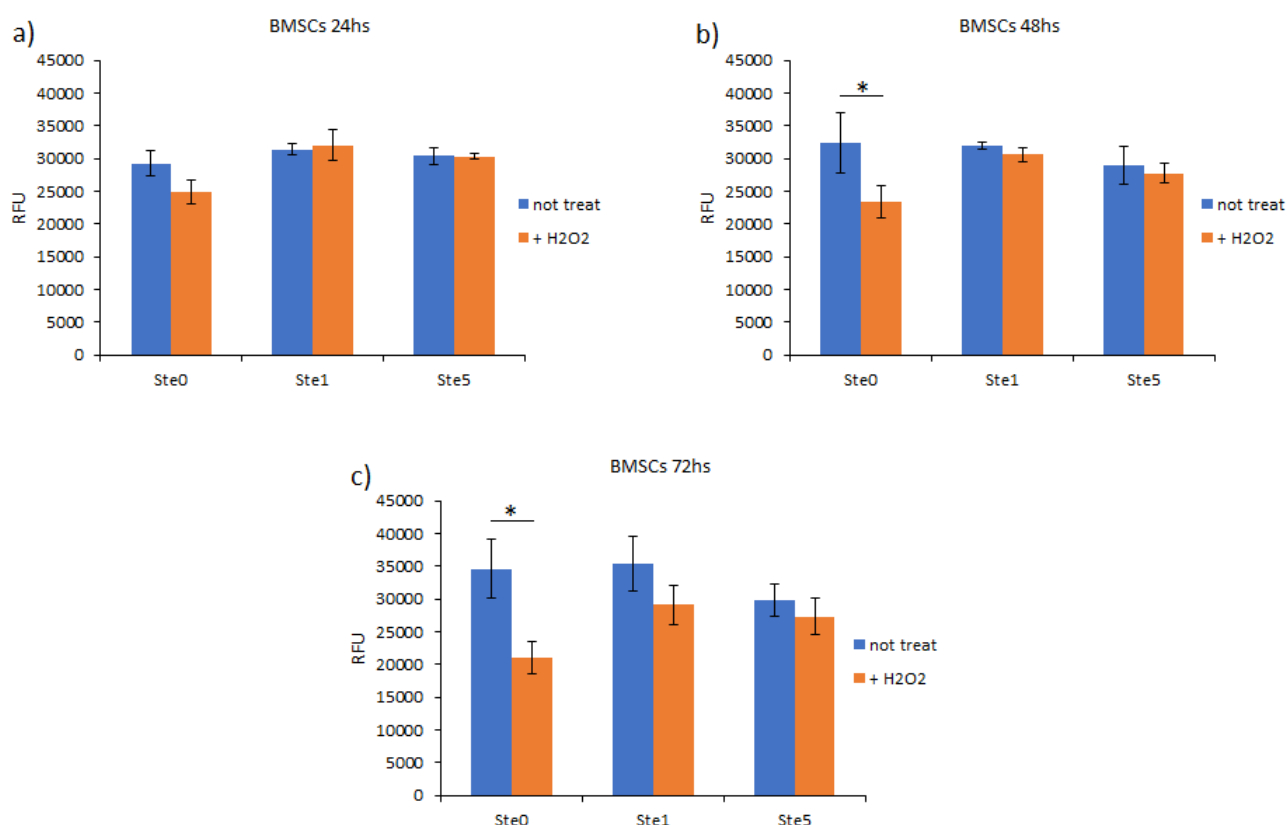 a)
BMSCs 24hs
45000
40000
35000
30000
25000
20000
15000
10000
5000
0
RFU
Ste0 Ste1 Ste5
not treat
+ H2O2
b)
BMSCs 48hs
45000
40000
35000
30000
25000
20000
15000
10000
5000
0
RFU
*
Ste0 Ste1 Ste5
not treat
+ H2O2
c)
BMSCs 72hs
45000
40000
35000
30000
25000
20000
15000
10000
5000
0
RFU
*
Ste0 Ste1 Ste5
not treat
+ H2O2